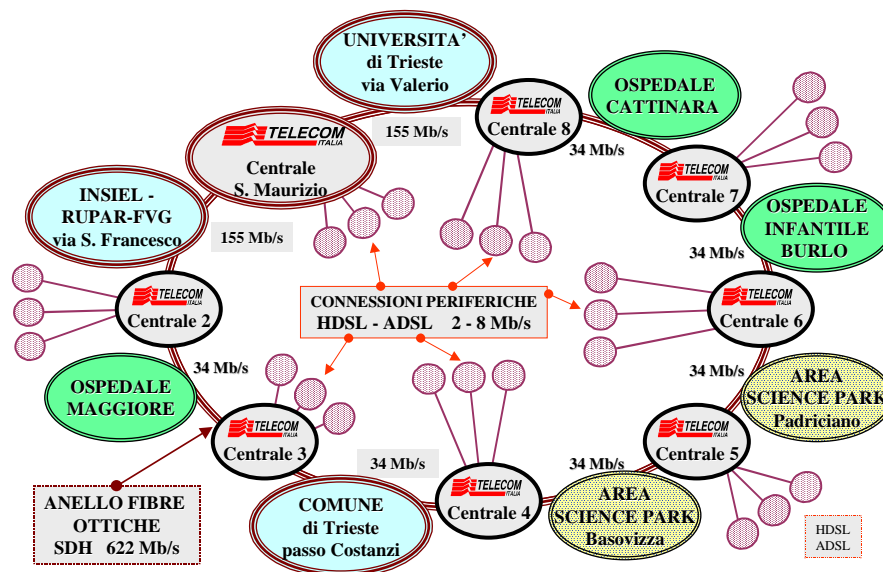 UNIVERSITA’
di Trieste
via Valerio
OSPEDALE
CATTINARA
TELECOM
ITALIA
Centrale 8
155 Mb/s
34 Mb/s
TELECOM
ITALIA
Centrale
S. Maurizio
TELECOM
ITALIA
Centrale 7
INSIEL -
RUPAR-FVG
via S. Francesco
155 Mb/s
OSPEDALE
INFANTILE
BURLO
34 Mb/s
TELECOM
ITALIA
Centrale 2
CONNESSIONI PERIFERICHE
HDSL - ADSL 2 - 8 Mb/s
TELECOM
ITALIA
Centrale 6
34 Mb/s
OSPEDALE
MAGGIORE
34 Mb/s
AREA
SCIENCE PARK
Padriciano
TELECOM
ITALIA
Centrale 3
TELECOM
ITALIA
Centrale 5
34 Mb/s
34 Mb/s
ANELLO FIBRE
OTTICHE
SDH 622 Mb/s
COMUNE
di Trieste
passo Costanzi
TELECOM
ITALIA
Centrale 4
AREA
SCIENCE PARK
Basovizza
HDSL
ADSL